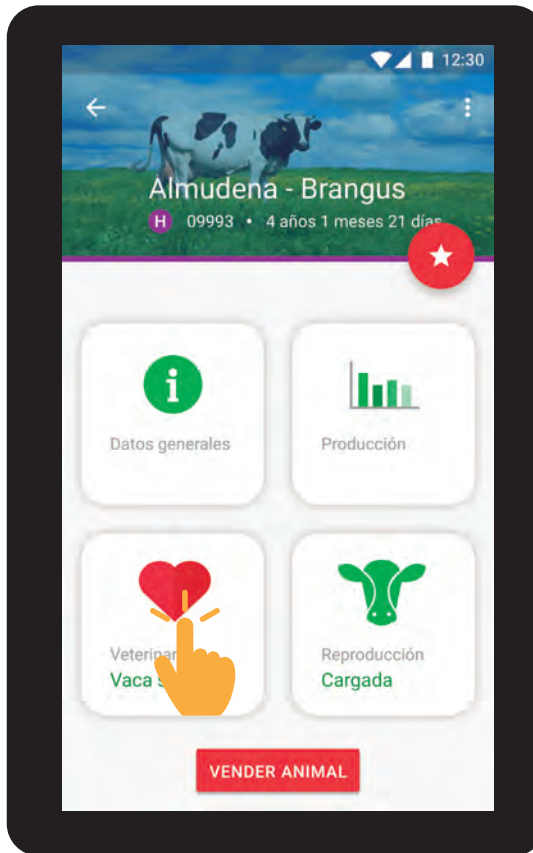 12:30
Almudena - Brangus
H 09993 • 4 años 1 meses 21 días
Datos generales
Producción
Reproducción
Vaca
Cargada
VENDER ANIMAL